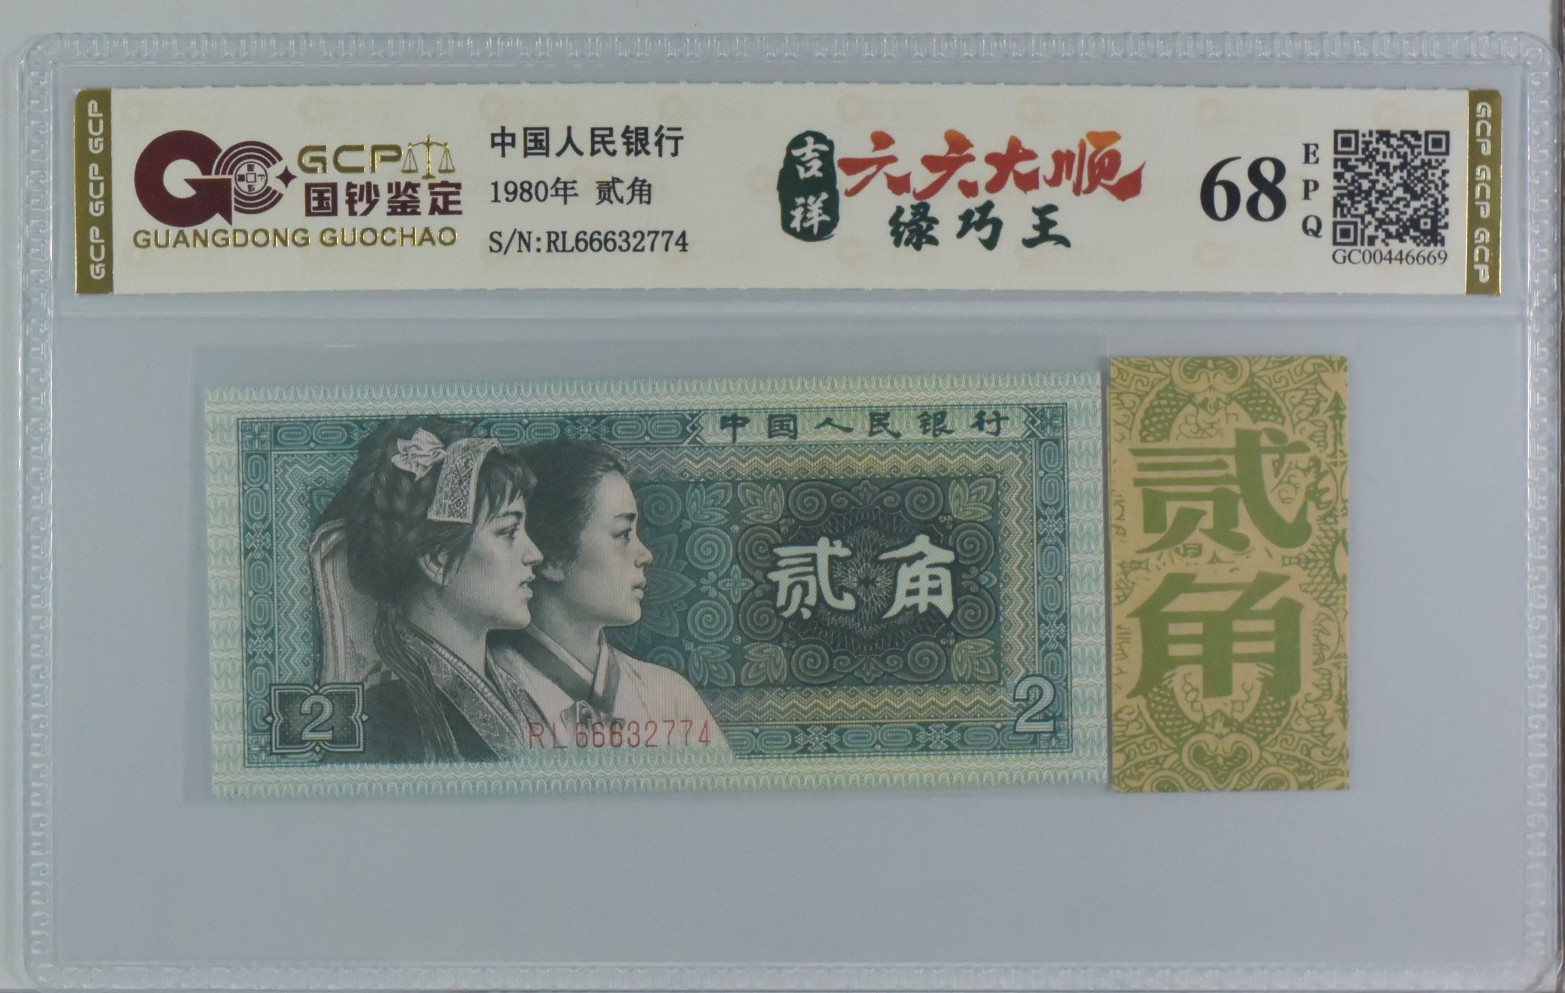 GCP GCP GCP
GCP
国钞鉴定
GUANGDONG GUOCHAO
中国人民银行
1980年 贰角
S/N:RL66632774
吉祥
六六大顺
绿巧王
68
EPQ
GC00446669
GCP GCP GCP
中国人民银行
贰角
2
2
RL66632774
贰角